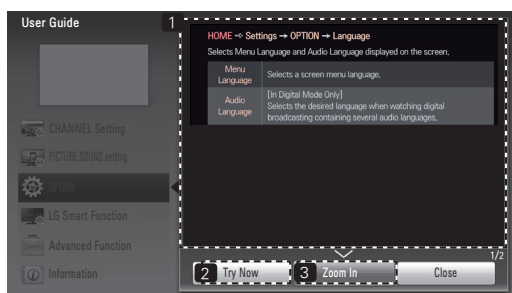 User Guide
1
HOME ➾ Settings ➙ OPTION ➙ Language
Selects Menu Language and Audio Language displayed on the screen.
Menu
Language
Selects a screen menu language.
Audio
Language
[In Digital Mode Only]
Selects the desired language when watching digital
broadcasting containing several audio languages.
CHANNEL Setting
PICTURE,SOUND setting
OPTION
LG Smart Function
Advanced Function
Information
1/2
2 Try Now
3 Zoom In
Close